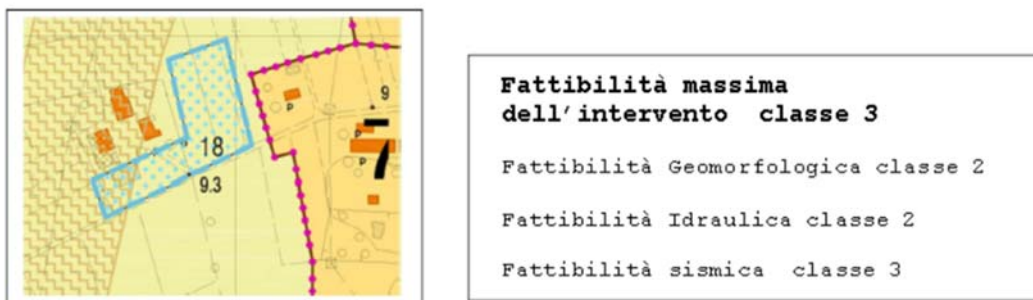 18
9.3
9
P
P
P
7
Fattibilità massima
dell'intervento classe 3
Fattibilità Geomorfologica classe 2
Fattibilità Idraulica classe 2
Fattibilità sismica classe 3